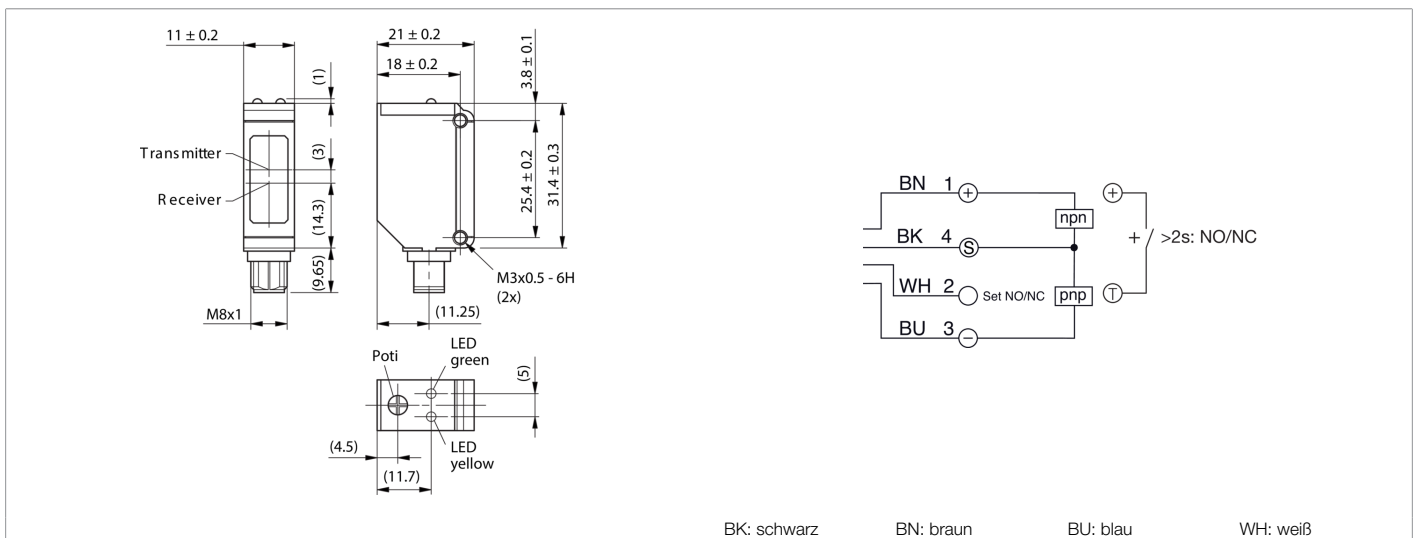 11 ± 0.2
(1)
Transmitter
(3)
Receiver
(14.3)
(9.65)
M8x1
21 ± 0.2
18 ± 0.2
3.8 ± 0.1
25.4 ± 0.2
31.4 ± 0.3
M3x0.5 - 6H
(2x)
(11.25)
Poti
LED
green
(5)
(4.5)
LED
yellow
(11.7)
BN 1 +
npn
BK 4 S
WH 2 Set NO/NC
pnp
BU 3 −
+
+ >2s: NO/NC
T
BK: schwarz BN: braun BU: blau WH: weiß